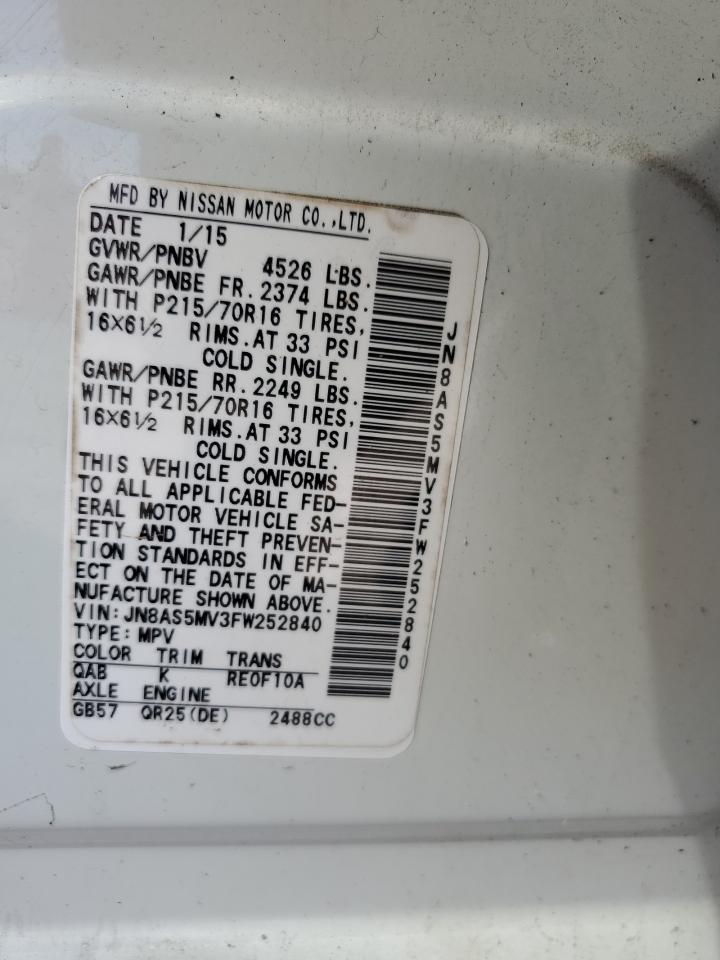 MFD BY NISSAN MOTOR CO.,LTD.
DATE 1/15
GVWR/PNBV 4526 LBS.
GAWR/PNBE FR. 2374 LBS.
WITH P215/70R16 TIRES,
16X6½ RIMS.AT 33 PSI
COLD SINGLE.
GAWR/PNBE RR. 2249 LBS.
WITH P215/70R16 TIRES,
16X6½ RIMS.AT 33 PSI
COLD SINGLE.
THIS VEHICLE CONFORMS
TO ALL APPLICABLE FED-
ERAL MOTOR VEHICLE SA-
FETY AND THEFT PREVEN-
TION STANDARDS IN EFF-
ECT ON THE DATE OF MA-
NUFACTURE SHOWN ABOVE.
VIN:JN8AS5MV3FW252840
TYPE:MPV
COLOR TRIM TRANS
QAB K RE0F10A
AXLE ENGINE
GB57 QR25(DE) 2488CC
JN8AS5MV3FW252840